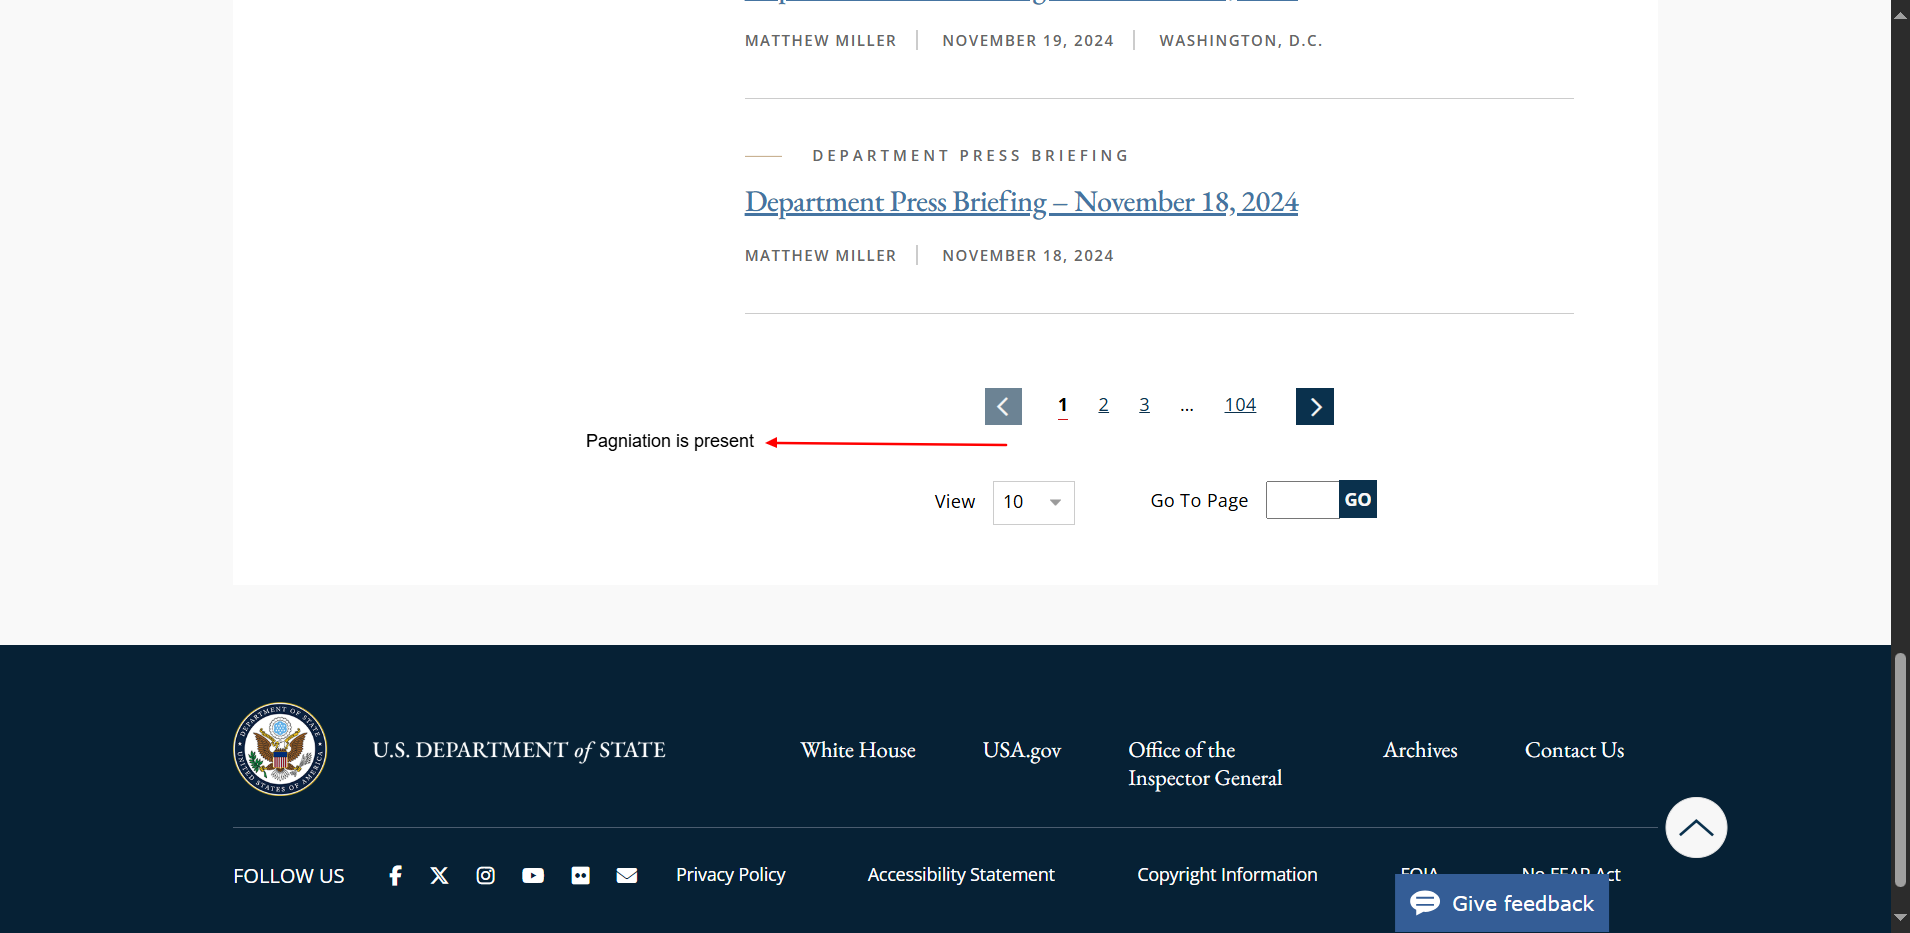 MATTHEW MILLER | NOVEMBER 19, 2024 | WASHINGTON, D.C.
DEPARTMENT PRESS BRIEFING
Department Press Briefing – November 18, 2024
MATTHEW MILLER | NOVEMBER 18, 2024
1 2 3 ... 104
Pagniation is present
View 10 Go To Page GO
U.S. DEPARTMENT of STATE White House USA.gov Office of the Inspector General Archives Contact Us
FOLLOW US Privacy Policy Accessibility Statement Copyright Information FOIA No FEAR Act
Give feedback